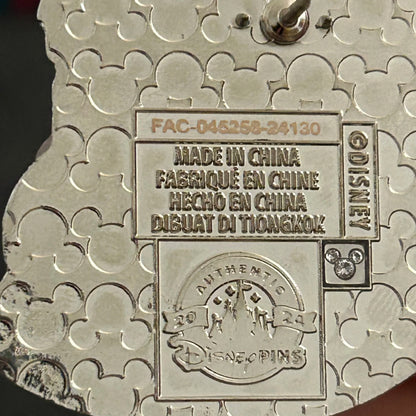 FAC-045258-24130
MADE IN CHINA
FABRIQUÉ EN CHINE
HECHO EN CHINA
DIBUAT DI TIONGKOK
©DISNEY
AUTHENTIC
20 24
DISNEY PINS